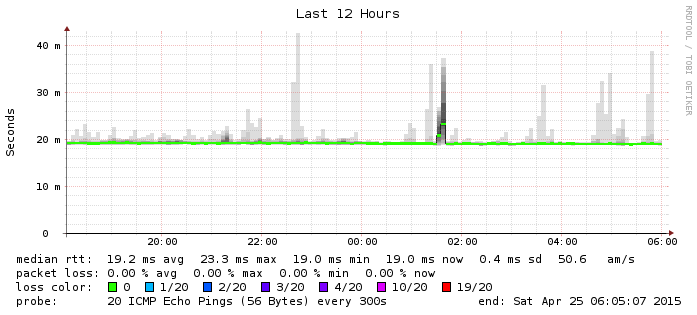 Last 12 Hours
RRDTOOL / TOBI OETIKER
Seconds
40 m
30 m
20 m
10 m
0
20:00 22:00 00:00 02:00 04:00 06:00
median rtt: 19.2 ms avg 23.3 ms max 19.0 ms min 19.0 ms now 0.4 ms sd 50.6 am/s
packet loss: 0.00 % avg 0.00 % max 0.00 % min 0.00 % now
loss color: 0 1/20 2/20 3/20 4/20 10/20 19/20
probe: 20 ICMP Echo Pings (56 Bytes) every 300s end: Sat Apr 25 06:05:07 2015